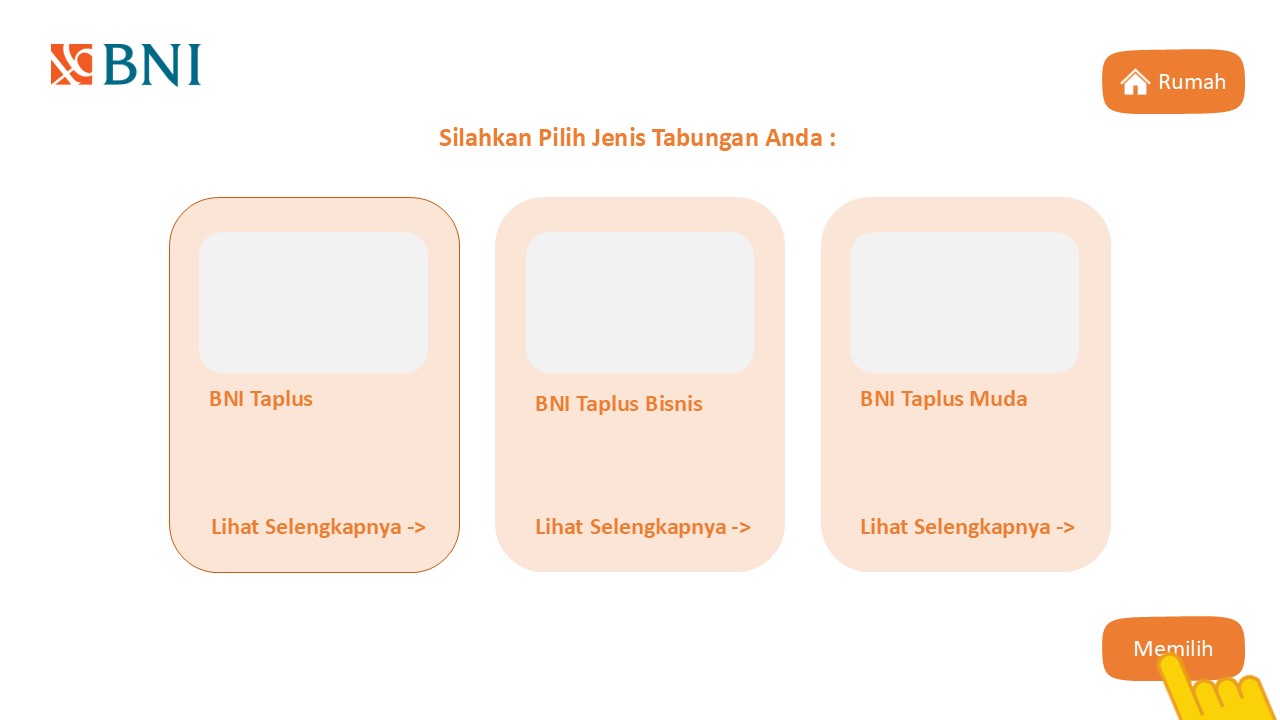 BNI
Rumah
Silahkan Pilih Jenis Tabungan Anda :
BNI Taplus
Lihat Selengkapnya ->
BNI Taplus Bisnis
Lihat Selengkapnya ->
BNI Taplus Muda
Lihat Selengkapnya ->
Memilih